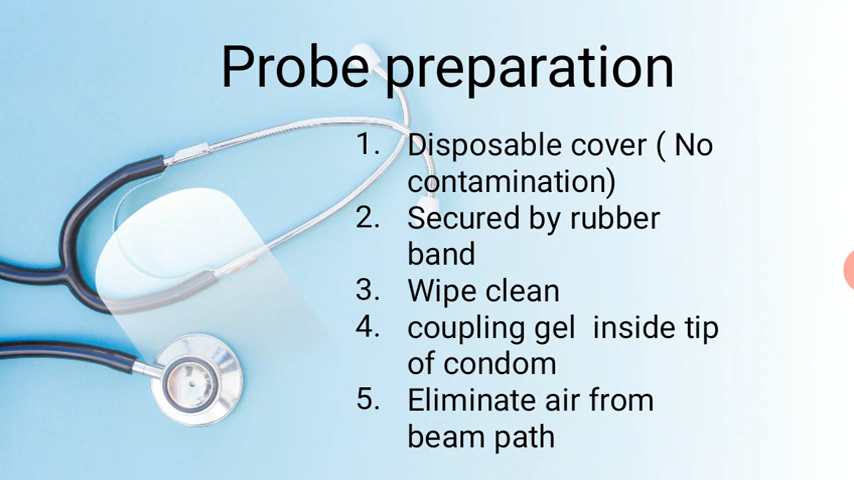 Probe preparation
1. Disposable cover ( No
contamination)
2. Secured by rubber
band
3. Wipe clean
4. coupling gel  inside tip
of condom
5. Eliminate air from
beam path